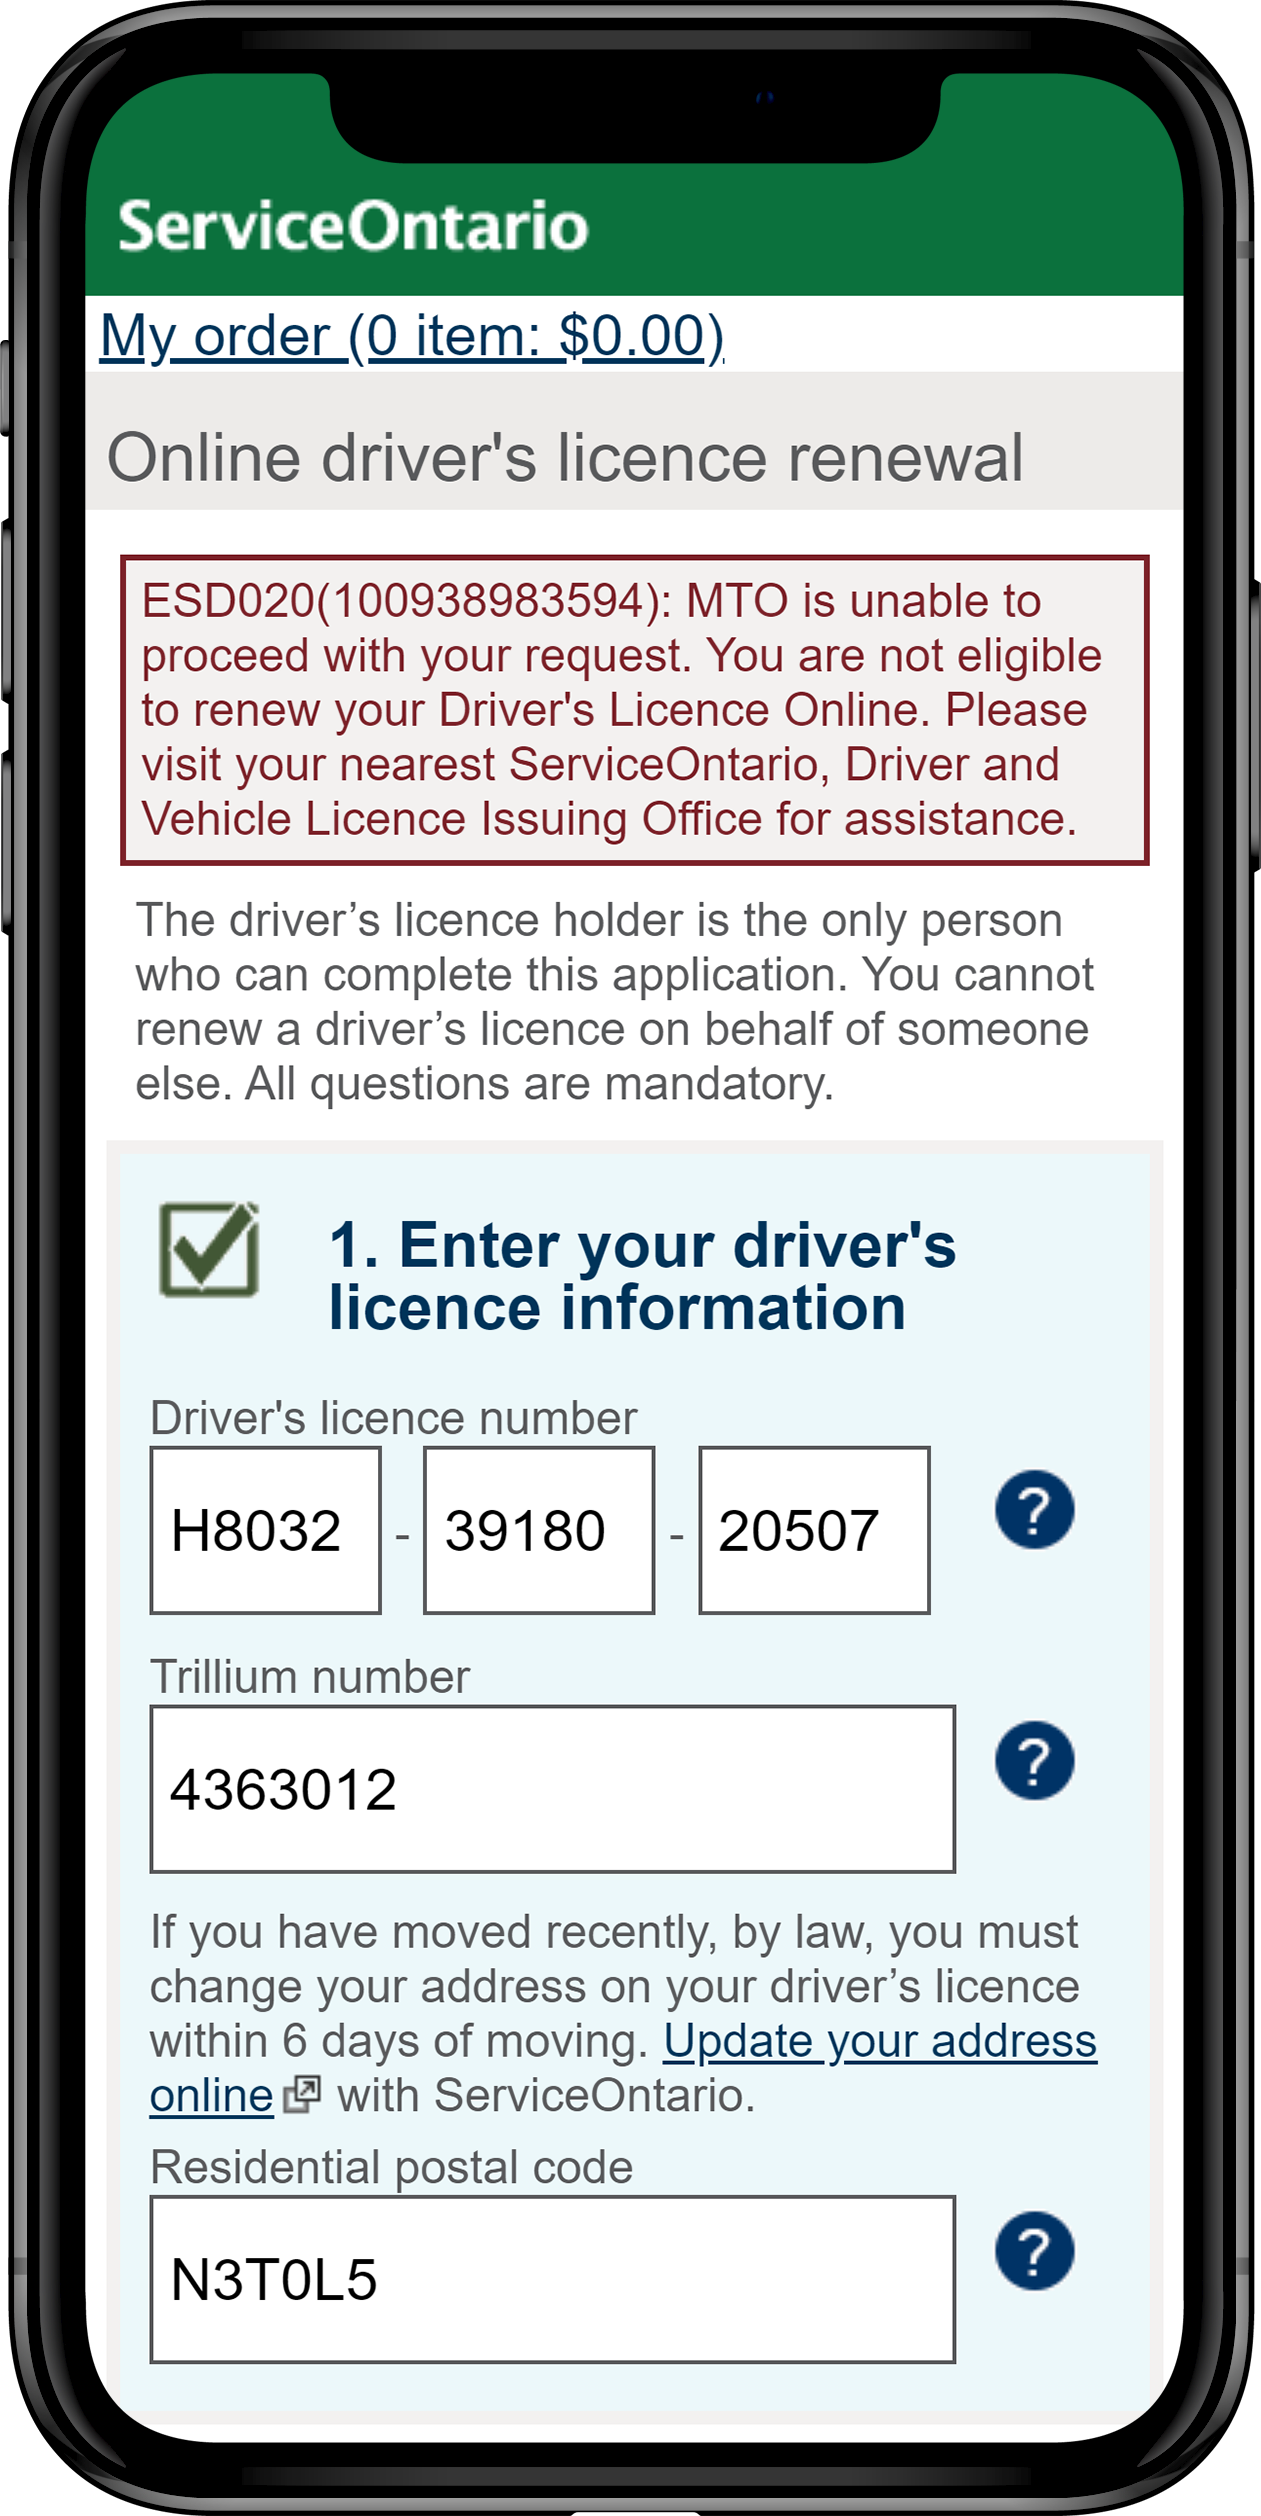 ServiceOntario
My order (0 item: $0.00)
Online driver's licence renewal
ESD020(100938983594): MTO is unable to
proceed with your request. You are not eligible
to renew your Driver's Licence Online. Please
visit your nearest ServiceOntario, Driver and
Vehicle Licence Issuing Office for assistance.
The driver’s licence holder is the only person
who can complete this application. You cannot
renew a driver’s licence on behalf of someone
else. All questions are mandatory.
1. Enter your driver's
licence information
Driver's licence number
H8032 - 39180 - 20507 ?
Trillium number
4363012 ?
If you have moved recently, by law, you must
change your address on your driver’s licence
within 6 days of moving. Update your address
online with ServiceOntario.
Residential postal code
N3T0L5 ?